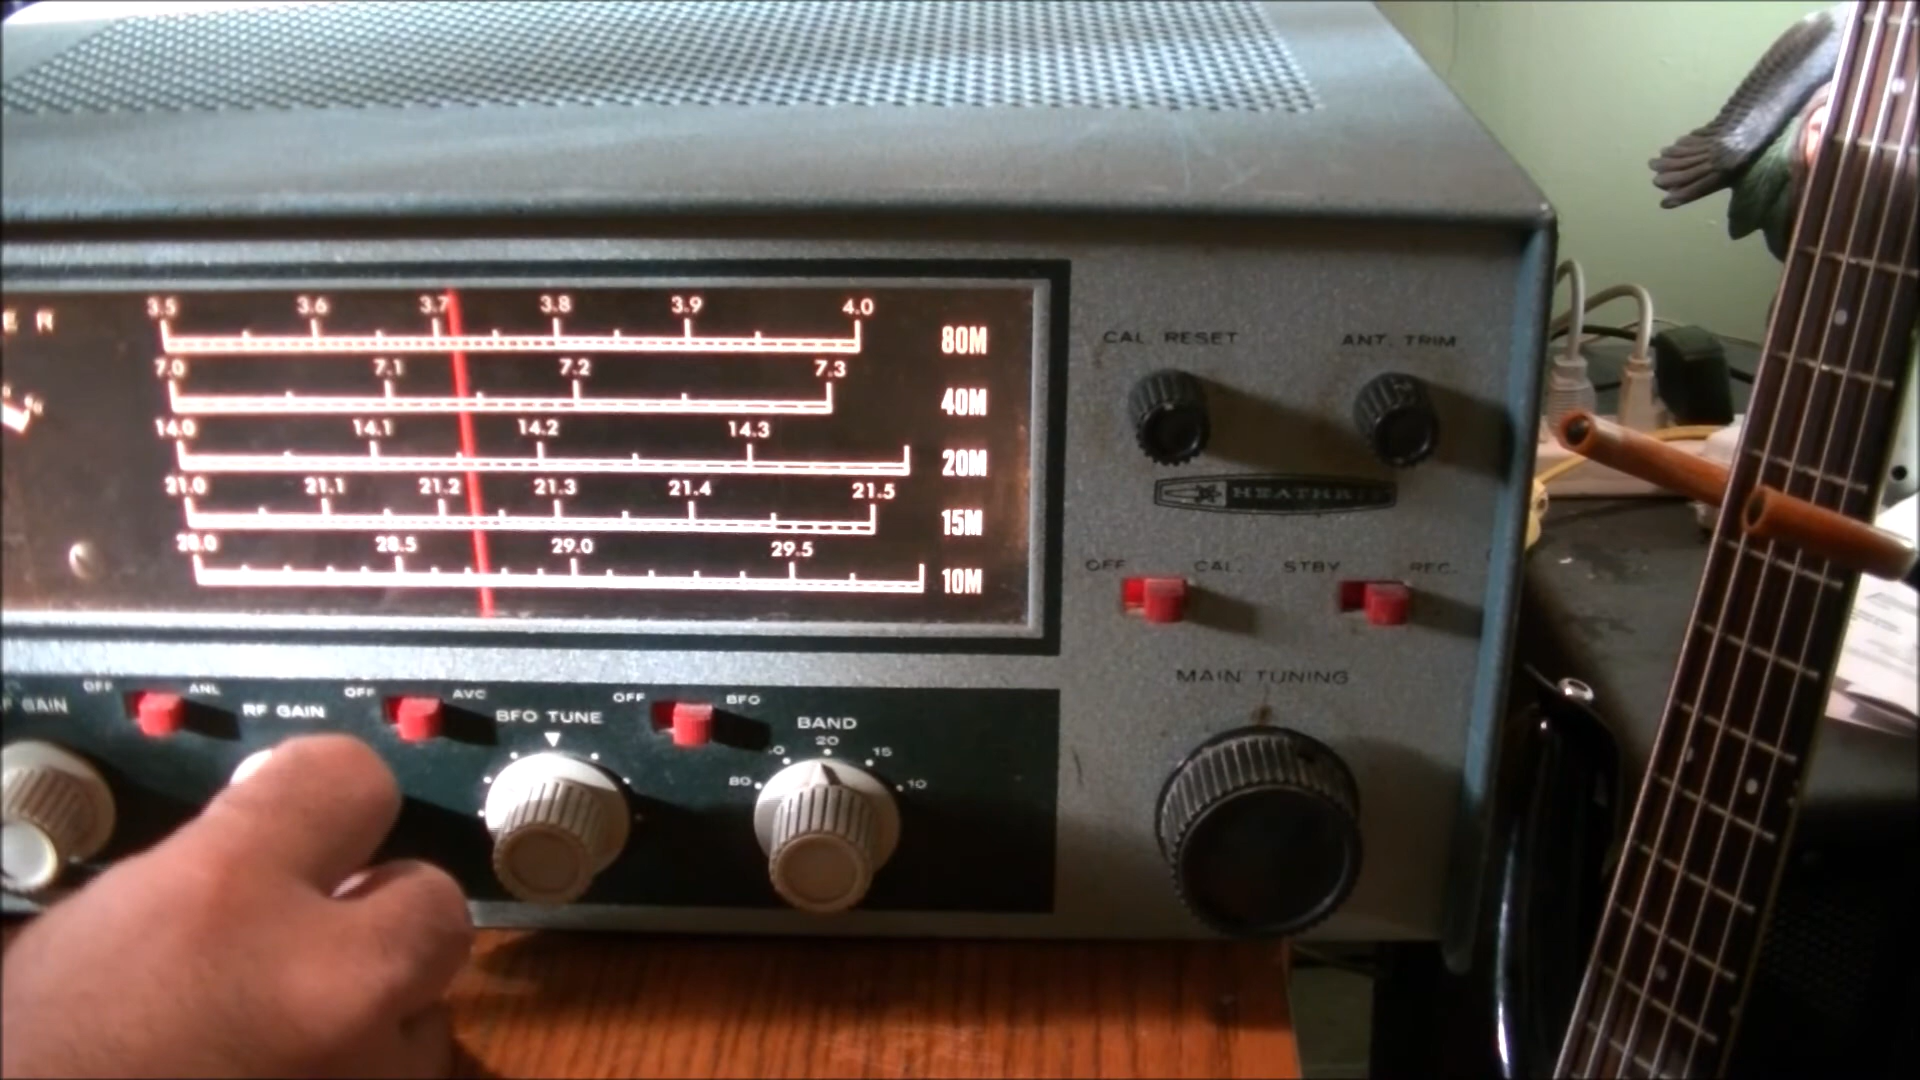 E R
3.5 3.6 3.7 3.8 3.9 4.0
80M
7.0 7.1 7.2 7.3
40M
14.0 14.1 14.2 14.3
20M
21.0 21.1 21.2 21.3 21.4 21.5
15M
28.0 28.5 29.0 29.5
10M
CAL RESET
ANT. TRIM
HEATHKIT
OFF CAL. STBY REC.
MAIN TUNING
OFF ANL
OFF AVC
OFF BFO
GAIN
RF GAIN
BFO TUNE
BAND
80 20 15 10